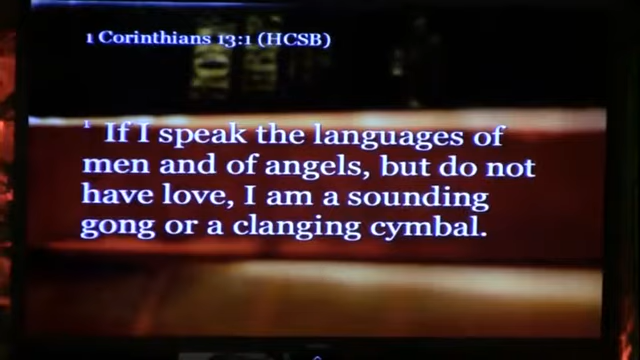 1 Corinthians 13:1 (HCSB)
1 If I speak the languages of
men and of angels, but do not
have love, I am a sounding
gong or a clanging cymbal.